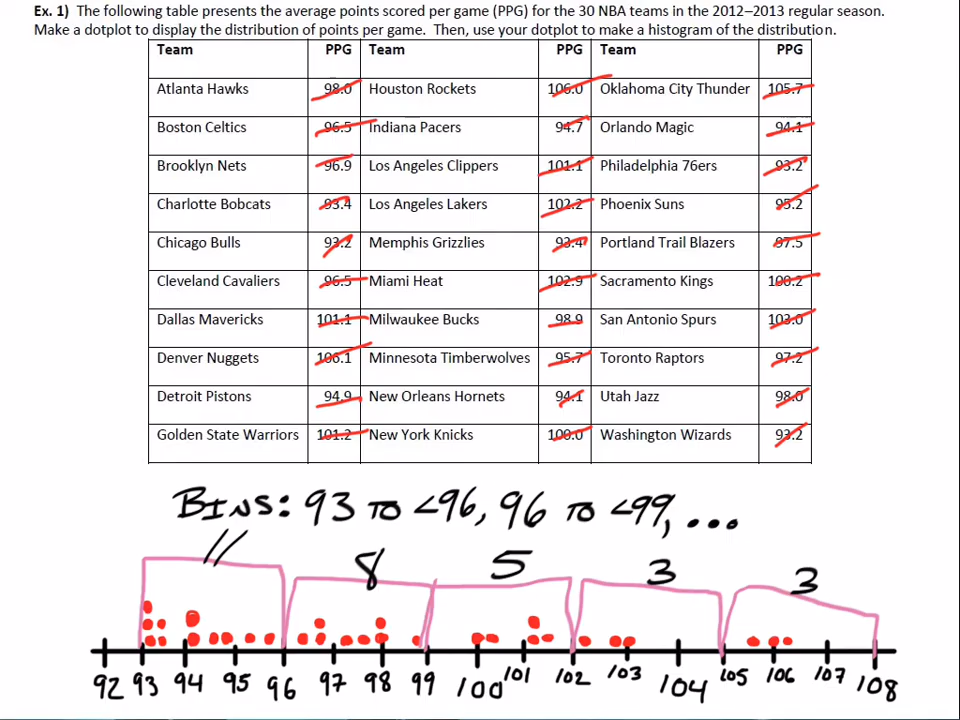 Ex. 1) The following table presents the average points scored per game (PPG) for the 30 NBA teams in the 2012–2013 regular season.
Make a dotplot to display the distribution of points per game.  Then, use your dotplot to make a histogram of the distribution.
Team PPG Team PPG Team PPG
Atlanta Hawks 98.0 Houston Rockets 106.0 Oklahoma City Thunder 105.7
Boston Celtics 96.5 Indiana Pacers 94.7 Orlando Magic 94.1
Brooklyn Nets 96.9 Los Angeles Clippers 101.1 Philadelphia 76ers 93.2
Charlotte Bobcats 93.4 Los Angeles Lakers 102.2 Phoenix Suns 95.2
Chicago Bulls 93.2 Memphis Grizzlies 93.4 Portland Trail Blazers 97.5
Cleveland Cavaliers 96.5 Miami Heat 102.9 Sacramento Kings 100.2
Dallas Mavericks 101.1 Milwaukee Bucks 98.9 San Antonio Spurs 103.0
Denver Nuggets 106.1 Minnesota Timberwolves 95.7 Toronto Raptors 97.2
Detroit Pistons 94.9 New Orleans Hornets 94.1 Utah Jazz 98.0
Golden State Warriors 101.2 New York Knicks 100.0 Washington Wizards 93.2
BINS: 93 TO <96, 96 TO <99, ...
11 8 5 3 3
92 93 94 95 96 97 98 99 100 101 102 103 104 105 106 107 108